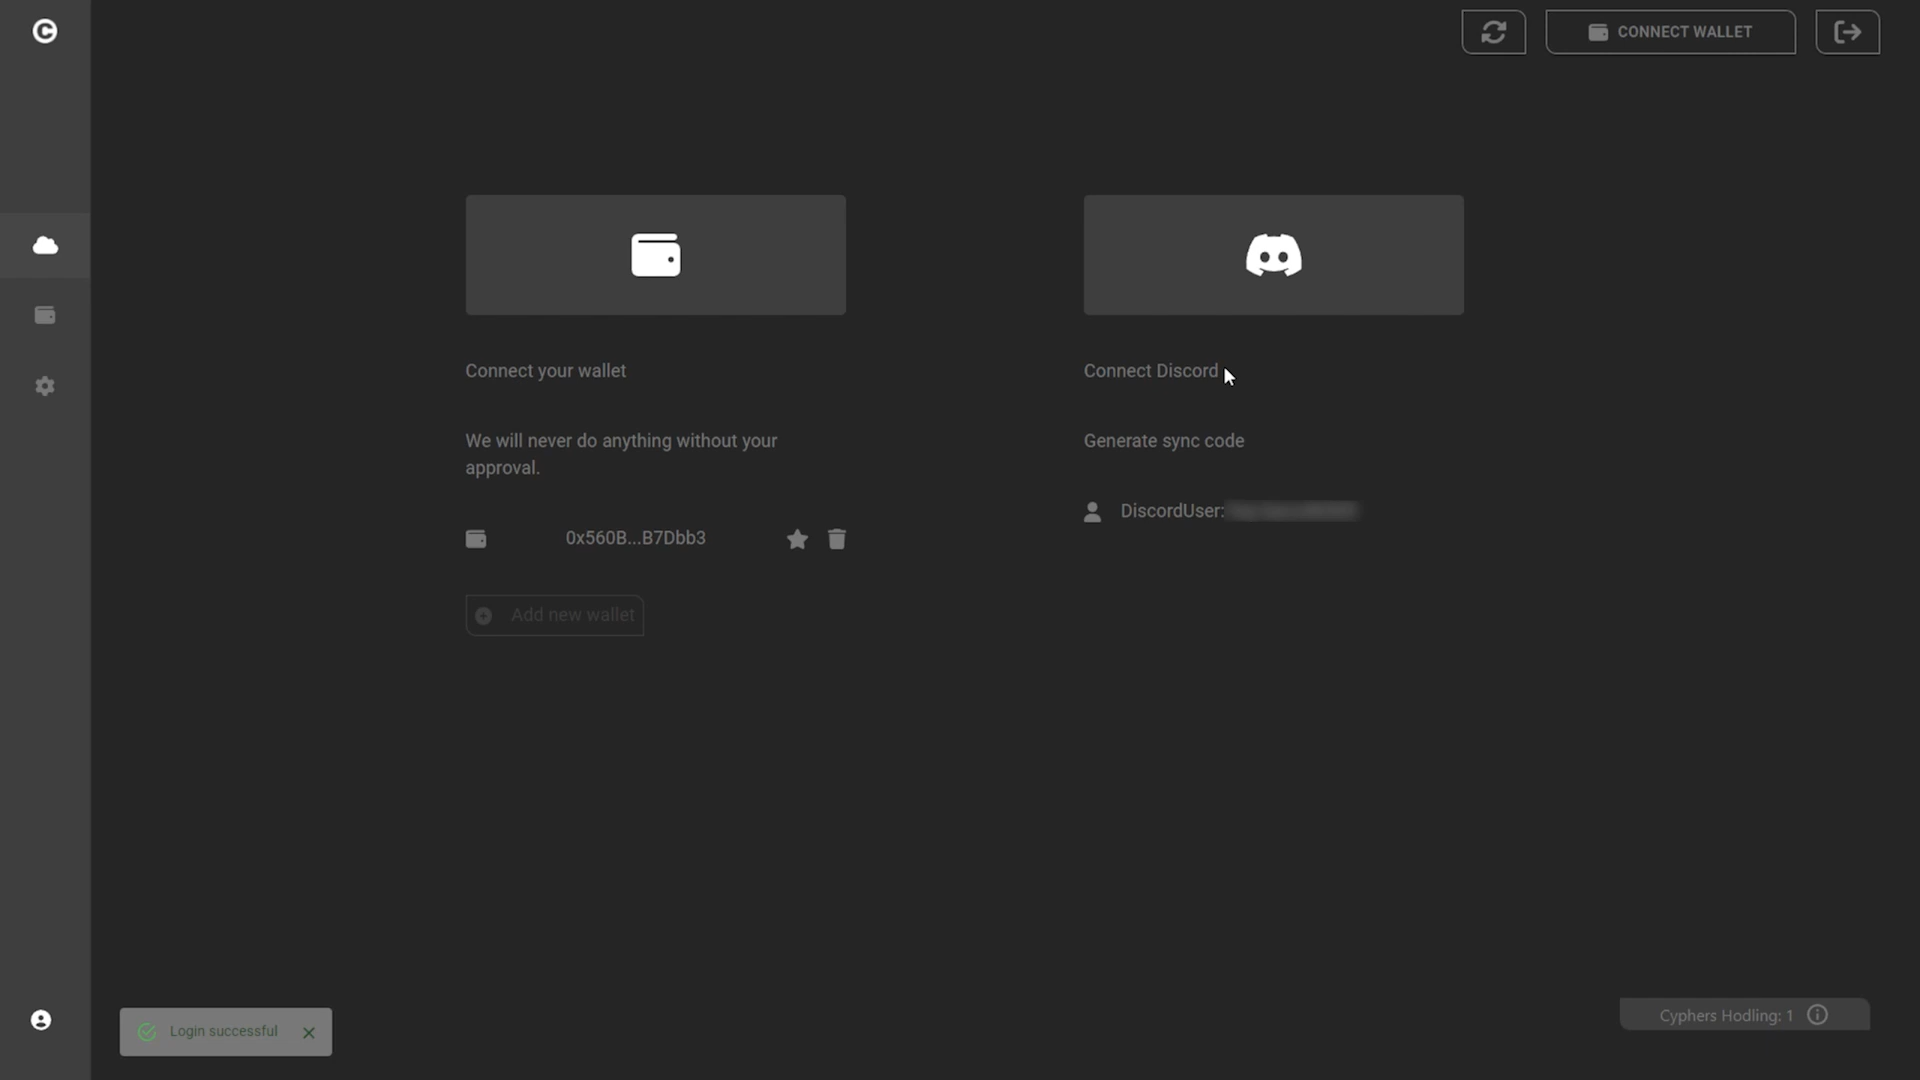 CONNECT WALLET
Connect your wallet
We will never do anything without your
approval.
0x560B...B7Dbb3
Add new wallet
Connect Discord
Generate sync code
DiscordUser:
Login successful
Cyphers Hodling: 1